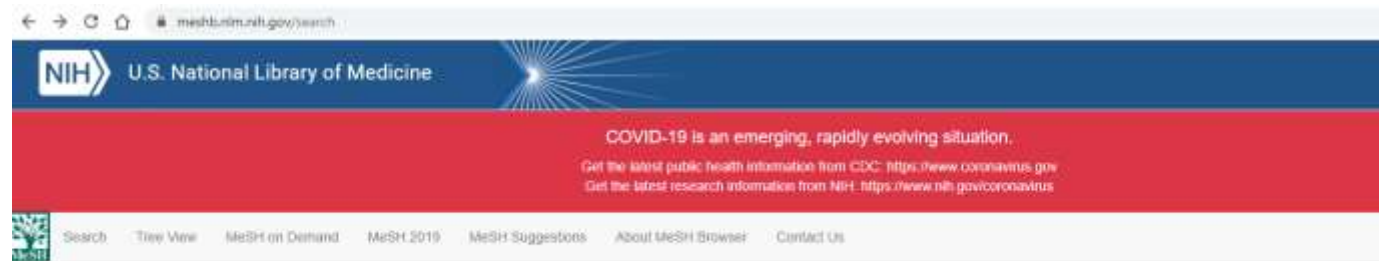 meshb.nlm.nih.gov/search
NIH U.S. National Library of Medicine
COVID-19 is an emerging, rapidly evolving situation.
Get the latest public health information from CDC: https://www.coronavirus.gov
Get the latest research information from NIH: https://www.nih.gov/coronavirus
MeSH Search Tree View MeSH on Demand MeSH 2019 MeSH Suggestions About MeSH Browser Contact Us